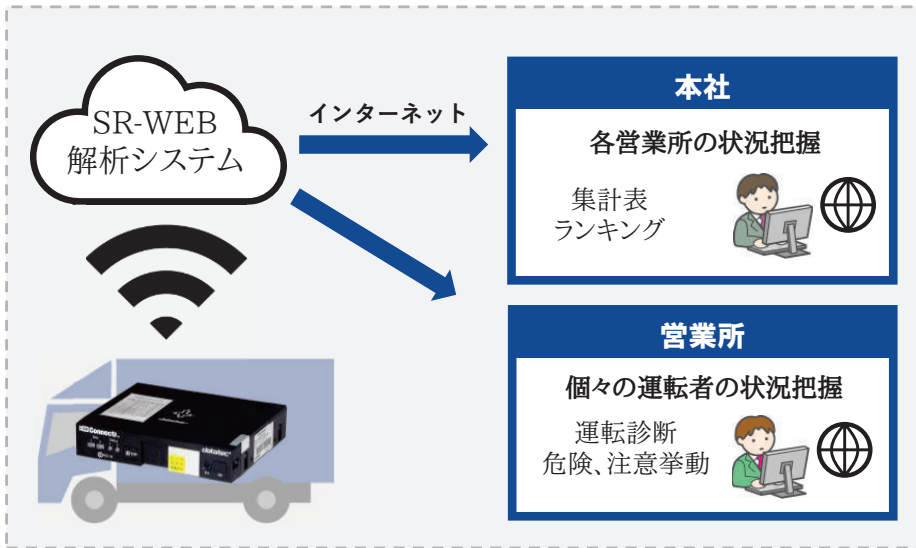 SR-WEB
解析システム
インターネット
本社
各営業所の状況把握
集計表
ランキング
営業所
個々の運転者の状況把握
運転診断
危険、注意挙動
Connect
datatec